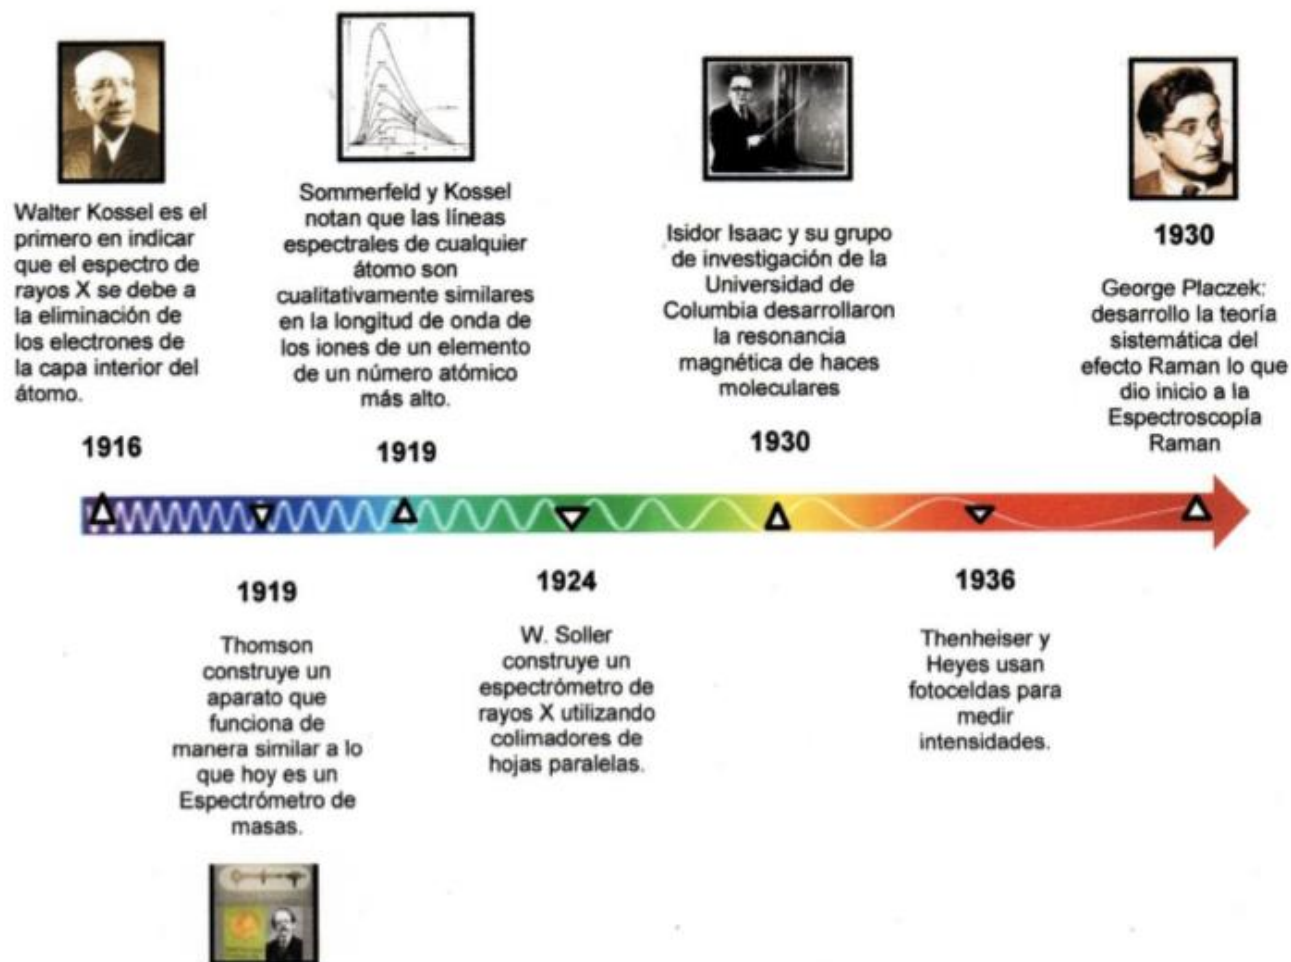 Walter Kossel es el
primero en indicar
que el espectro de
rayos X se debe a
la eliminación de
los electrones de
la capa interior del
átomo.
1916
Sommerfeld y Kossel
notan que las líneas
espectrales de cualquier
átomo son
cualitativamente similares
en la longitud de onda de
los iones de un elemento
de un número atómico
más alto.
1919
Isidor Isaac y su grupo
de investigación de la
Universidad de
Columbia desarrollaron
la resonancia
magnética de haces
moleculares
1930
1930
George Placzek:
desarrollo la teoría
sistemática del
efecto Raman lo que
dio inicio a la
Espectroscopía
Raman
1919
Thomson
construye un
aparato que
funciona de
manera similar a lo
que hoy es un
Espectrómetro de
masas.
1924
W. Soller
construye un
espectrómetro de
rayos X utilizando
colimadores de
hojas paralelas.
1936
Thenheiser y
Heyes usan
fotoceldas para
medir
intensidades.